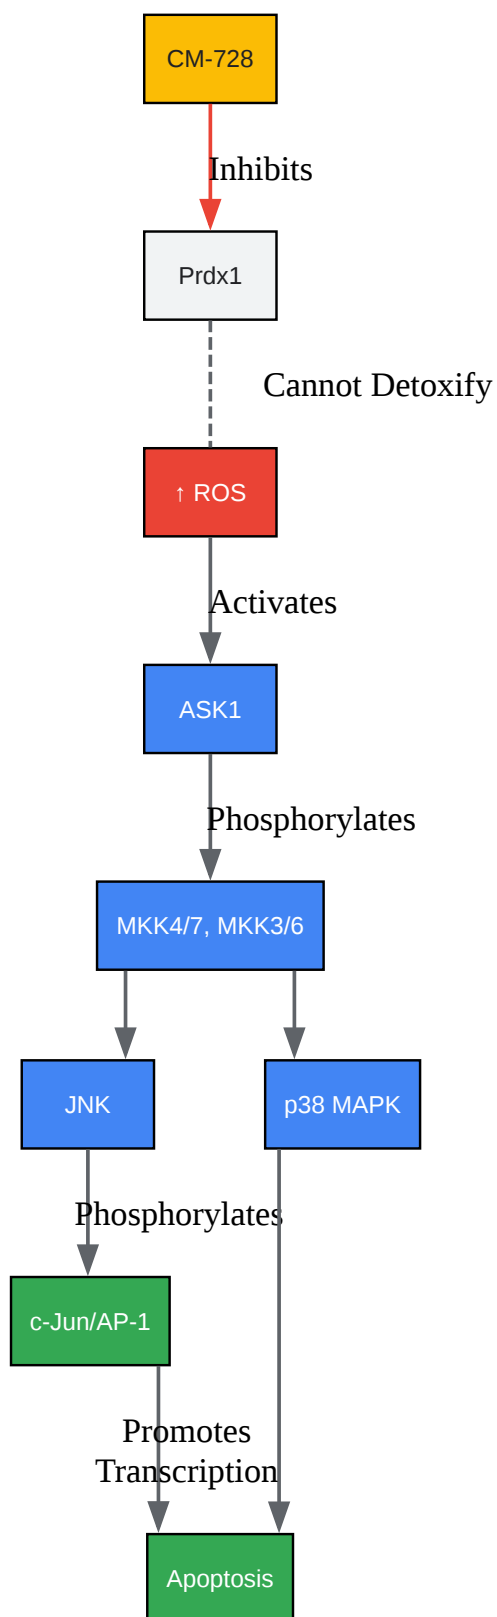 CM-728
Inhibits
Prdx1
Cannot Detoxify
↑ ROS
Activates
ASK1
Phosphorylates
MKK4/7, MKK3/6
JNK
p38 MAPK
Phosphorylates
c-Jun/AP-1
Promotes
Transcription
Apoptosis